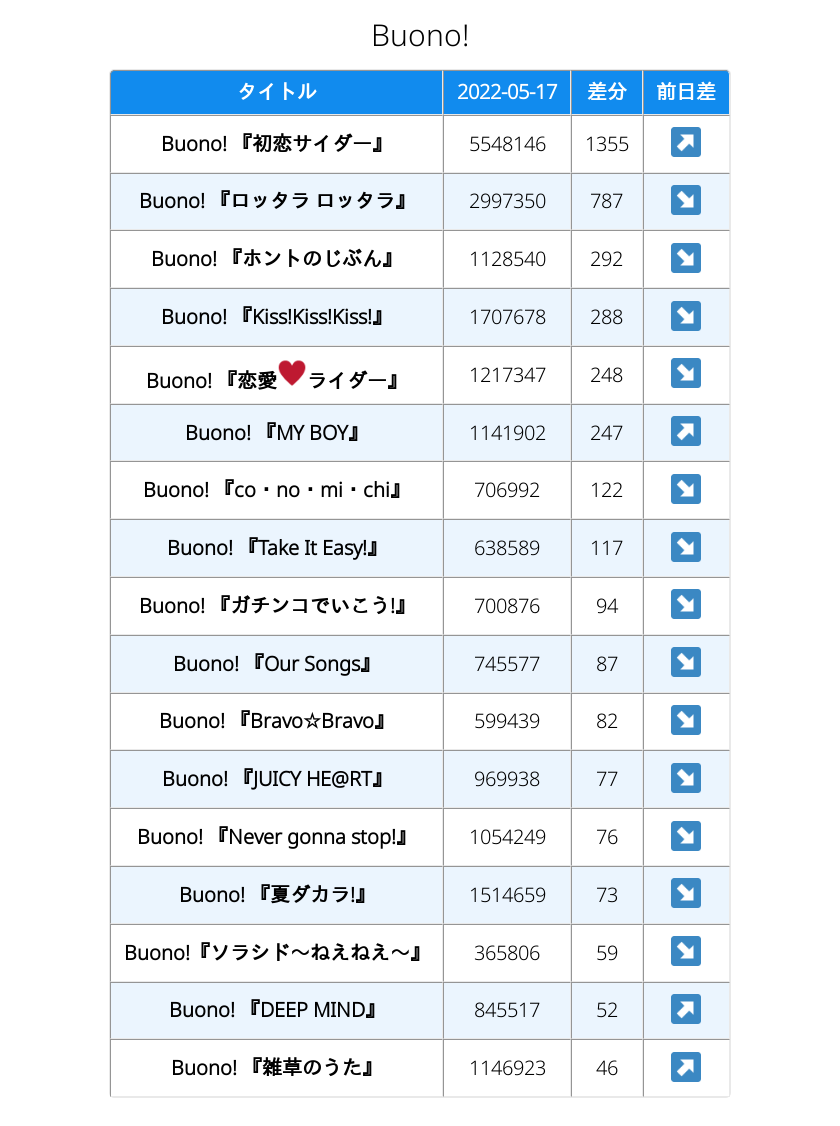 Buono!
タイトル 2022-05-17 差分 前日差
Buono! 『初恋サイダー』 5548146 1355 ↗
Buono! 『ロッタラ ロッタラ』 2997350 787 ↘
Buono! 『ホントのじぶん』 1128540 292 ↘
Buono! 『Kiss!Kiss!Kiss!』 1707678 288 ↘
Buono! 『恋愛❤ライダー』 1217347 248 ↘
Buono! 『MY BOY』 1141902 247 ↗
Buono! 『co・no・mi・chi』 706992 122 ↘
Buono! 『Take It Easy!』 638589 117 ↘
Buono! 『ガチンコでいこう!』 700876 94 ↘
Buono! 『Our Songs』 745577 87 ↘
Buono! 『Bravo☆Bravo』 599439 82 ↘
Buono! 『JUICY HE@RT』 969938 77 ↘
Buono! 『Never gonna stop!』 1054249 76 ↘
Buono! 『夏ダカラ!』 1514659 73 ↘
Buono!『ソラシド〜ねえねえ〜』 365806 59 ↘
Buono! 『DEEP MIND』 845517 52 ↗
Buono! 『雑草のうた』 1146923 46 ↗